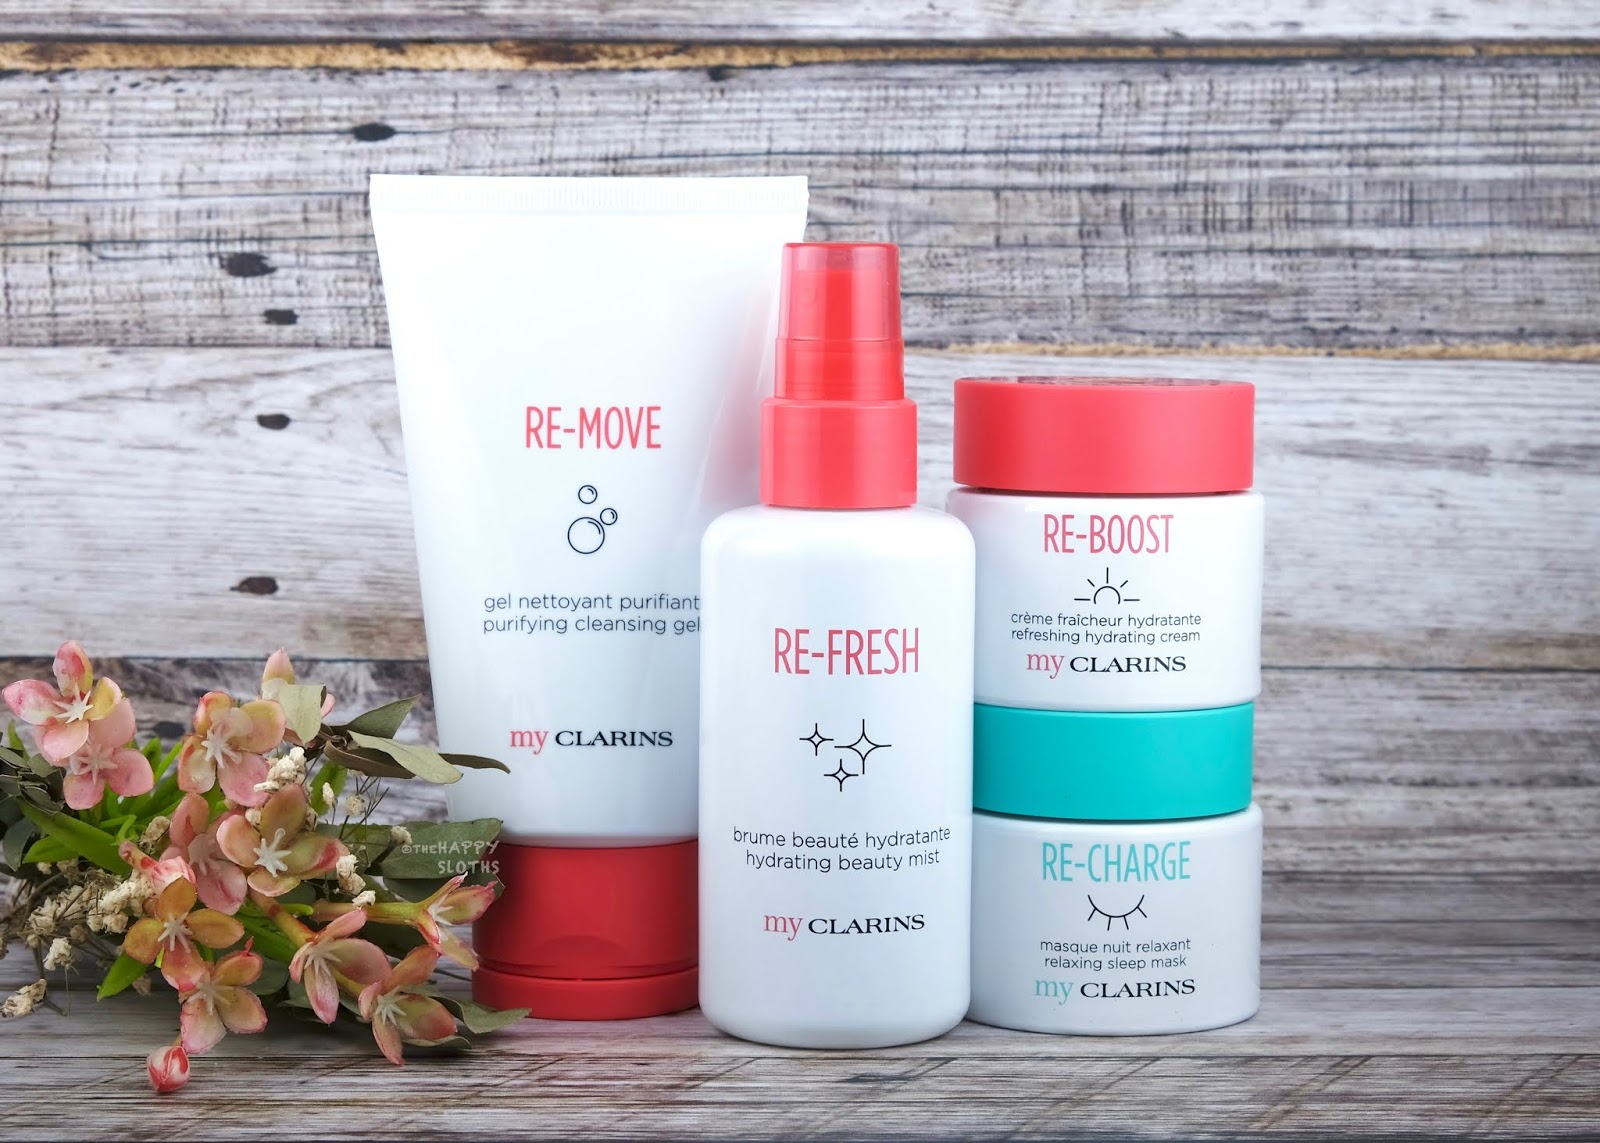 RE-MOVE
gel nettoyant purifiant
purifying cleansing gel
my CLARINS
RE-FRESH
brume beauté hydratante
hydrating beauty mist
my CLARINS
RE-BOOST
crème fraîcheur hydratante
refreshing hydrating cream
my CLARINS
RE-CHARGE
masque nuit relaxant
relaxing sleep mask
my CLARINS
©THEHAPPY
SLOTHS